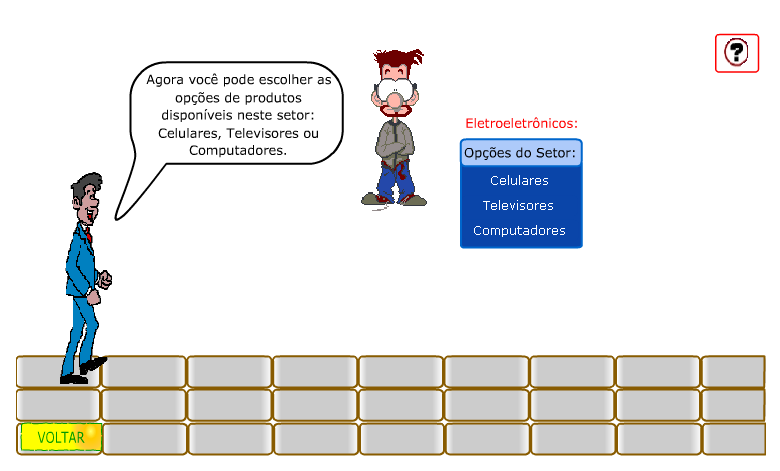 Agora você pode escolher as
opções de produtos
disponíveis neste setor:
Celulares, Televisores ou
Computadores.
?
Eletroeletrônicos:
Opções do Setor:
Celulares
Televisores
Computadores
VOLTAR